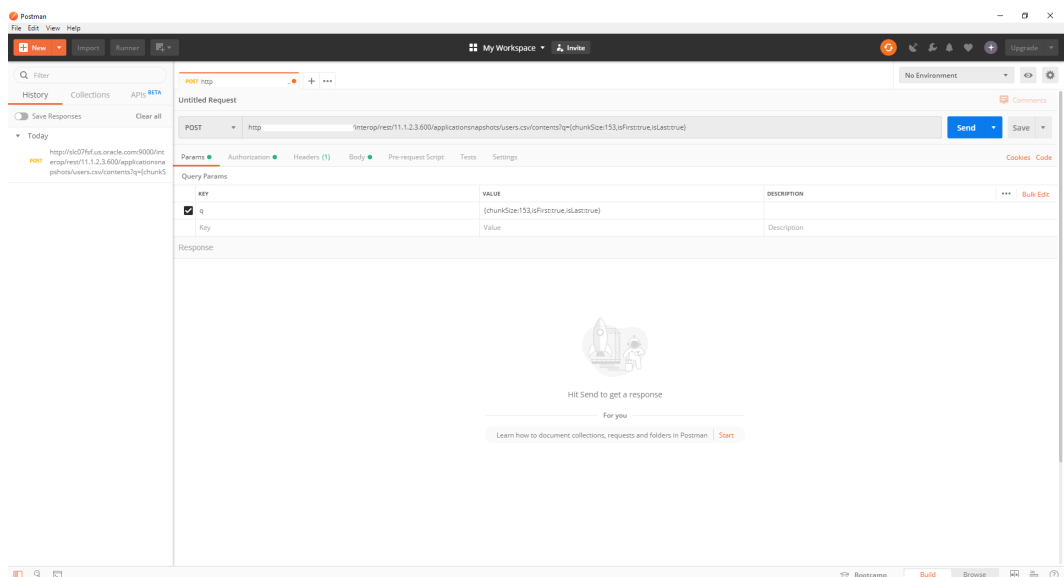 Postman
File Edit View Help
New Import Runner My Workspace Invite Upgrade
Filter
History Collections APIs BETA
Save Responses Clear all
Today
POST http://slc07fsf.us.oracle.com:9000/int
erop/rest/11.1.2.3.600/applicationsna
pshots/users.csv/contents?q={chunkS
POST http
No Environment
Untitled Request Comments
POST http /interop/rest/11.1.2.3.600/applicationsnapshots/users.csv/contents?q={chunkSize:153,isFirst:true,isLast:true} Send Save
Params Authorization Headers (1) Body Pre-request Script Tests Settings Cookies Code
Query Params
KEY VALUE DESCRIPTION Bulk Edit
q {chunkSize:153,isFirst:true,isLast:true}
Key Value Description
Response
Hit Send to get a response
For you
Learn how to document collections, requests and folders in Postman Start
Bootcamp Build Browse